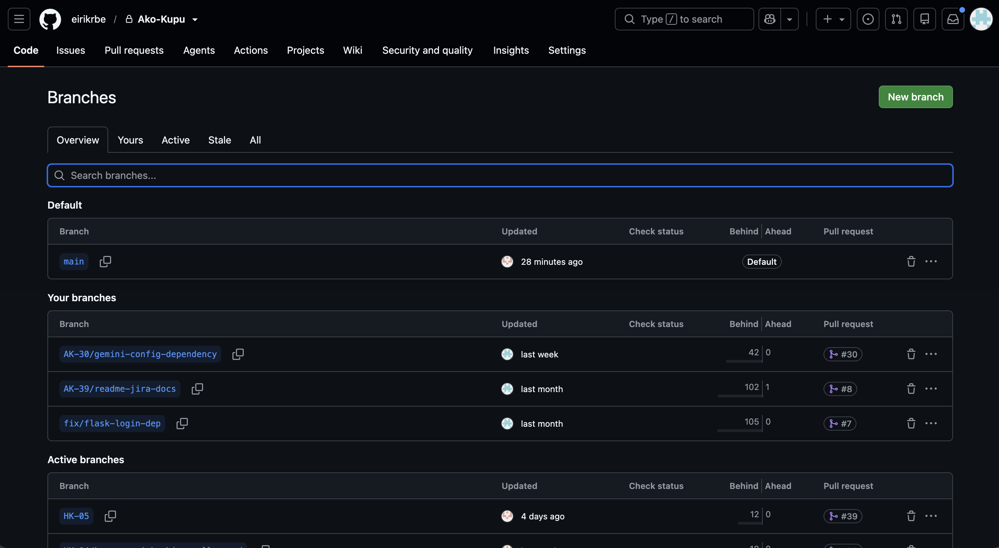 eirikrbe / Ako-Kupu
Type / to search
Code Issues Pull requests Agents Actions Projects Wiki Security and quality Insights Settings
Branches
New branch
Overview Yours Active Stale All
Search branches...
Default
Branch Updated Check status Behind Ahead Pull request
main 28 minutes ago Default
Your branches
Branch Updated Check status Behind Ahead Pull request
AK-30/gemini-config-dependency last week 42 0 #30
AK-39/readme-jira-docs last month 102 1 #8
fix/flask-login-dep last month 105 0 #7
Active branches
Branch Updated Check status Behind Ahead Pull request
HK-05 4 days ago 12 0 #39